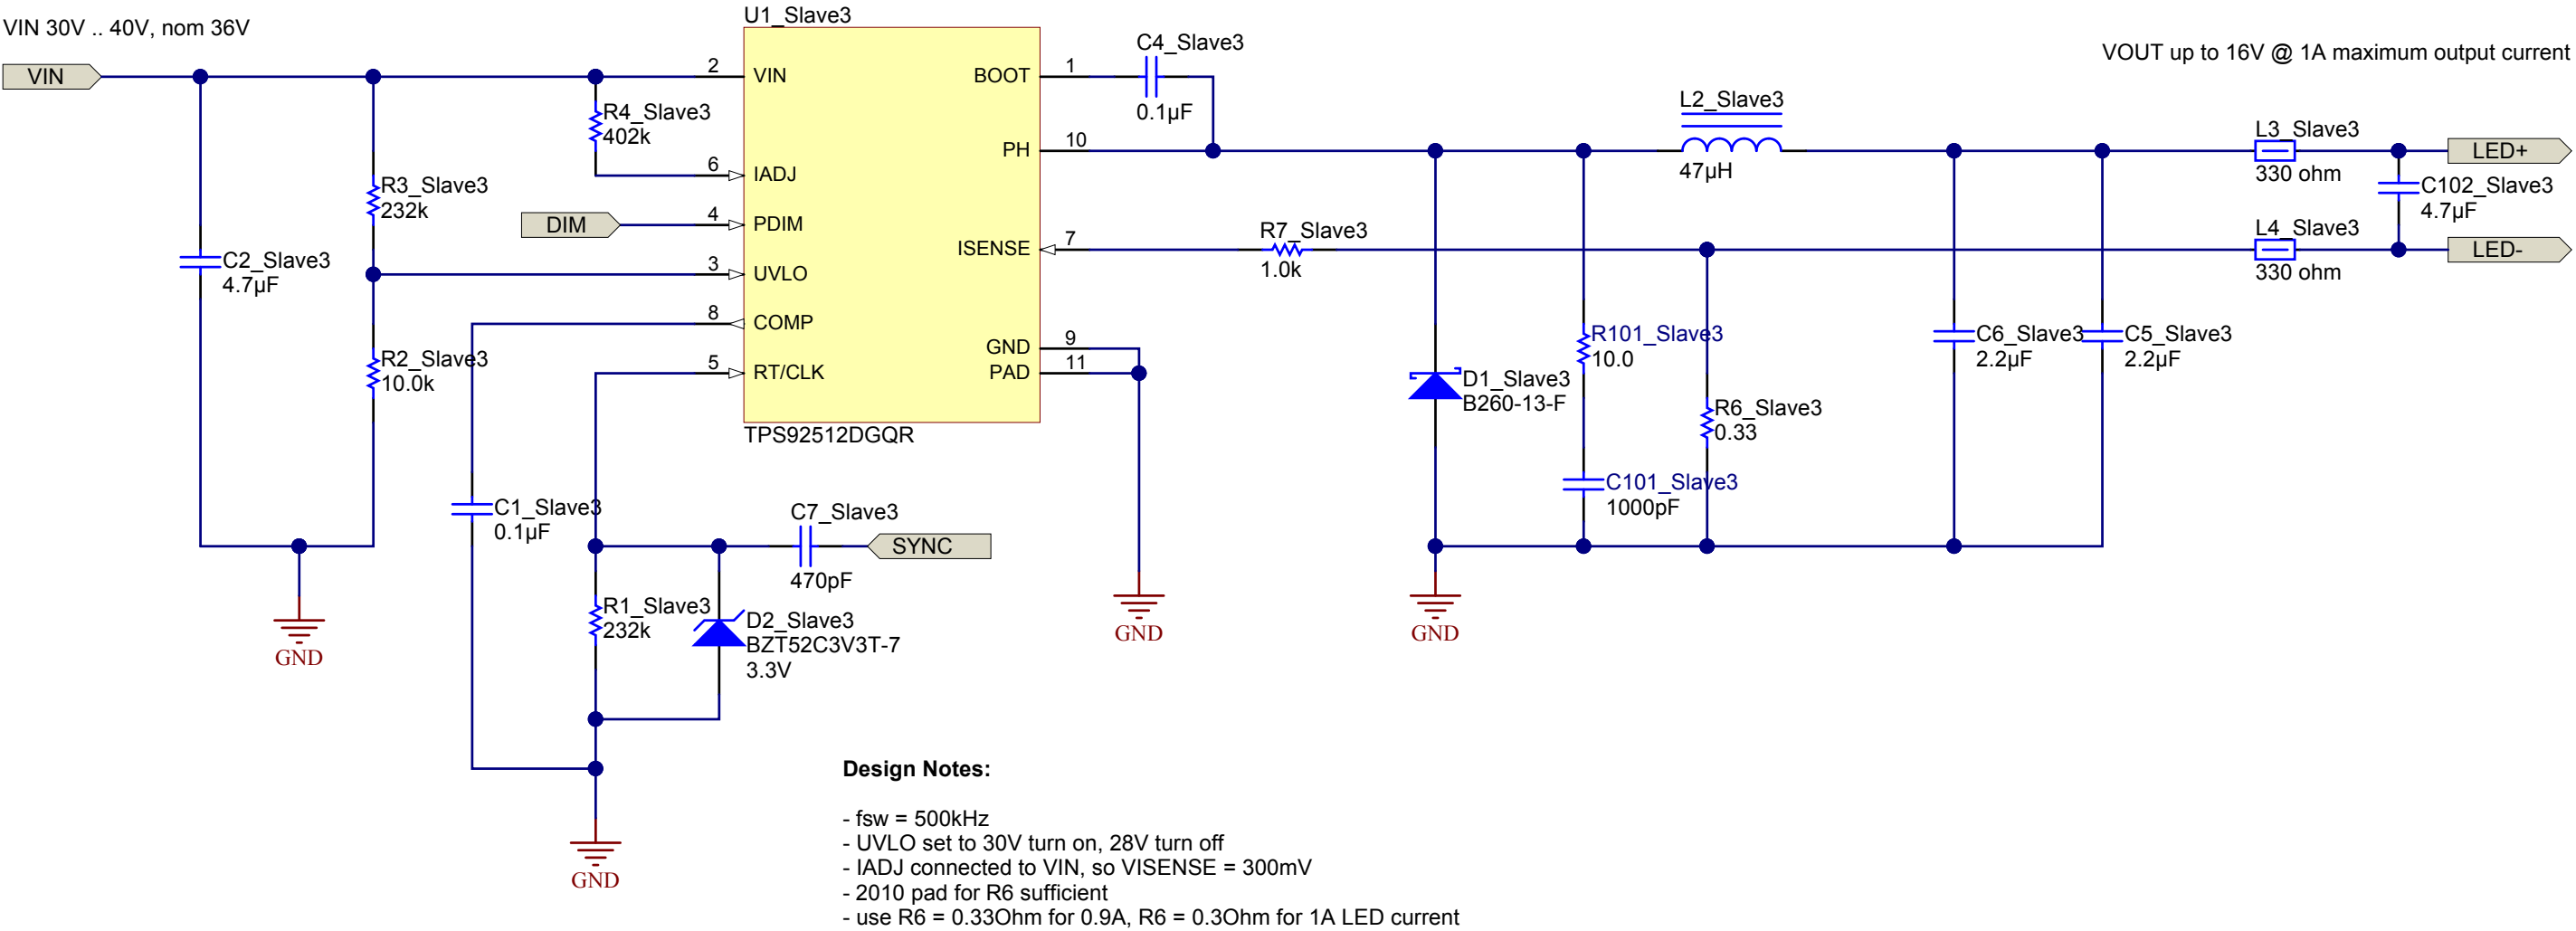 VIN 30V .. 40V, nom 36V
VOUT up to 16V @ 1A maximum output current
VIN
DIM
SYNC
LED+
LED-
U1_Slave3
2
VIN
6
IADJ
4
PDIM
3
UVLO
8
COMP
5
RT/CLK
BOOT
1
PH
10
ISENSE
7
GND
9
PAD
11
TPS92512DGQR
C2_Slave3
4.7µF
R3_Slave3
232k
R2_Slave3
10.0k
R4_Slave3
402k
C1_Slave3
0.1µF
R1_Slave3
232k
D2_Slave3
BZT52C3V3T-7
3.3V
C7_Slave3
470pF
C4_Slave3
0.1µF
R7_Slave3
1.0k
D1_Slave3
B260-13-F
R101_Slave3
10.0
C101_Slave3
1000pF
R6_Slave3
0.33
L2_Slave3
47µH
C6_Slave3
2.2µF
C5_Slave3
2.2µF
L3_Slave3
330 ohm
L4_Slave3
330 ohm
C102_Slave3
4.7µF
GND
GND
GND
GND
Design Notes:
- fsw = 500kHz
- UVLO set to 30V turn on, 28V turn off
- IADJ connected to VIN, so VISENSE = 300mV
- 2010 pad for R6 sufficient
- use R6 = 0.33Ohm for 0.9A, R6 = 0.3Ohm for 1A LED current